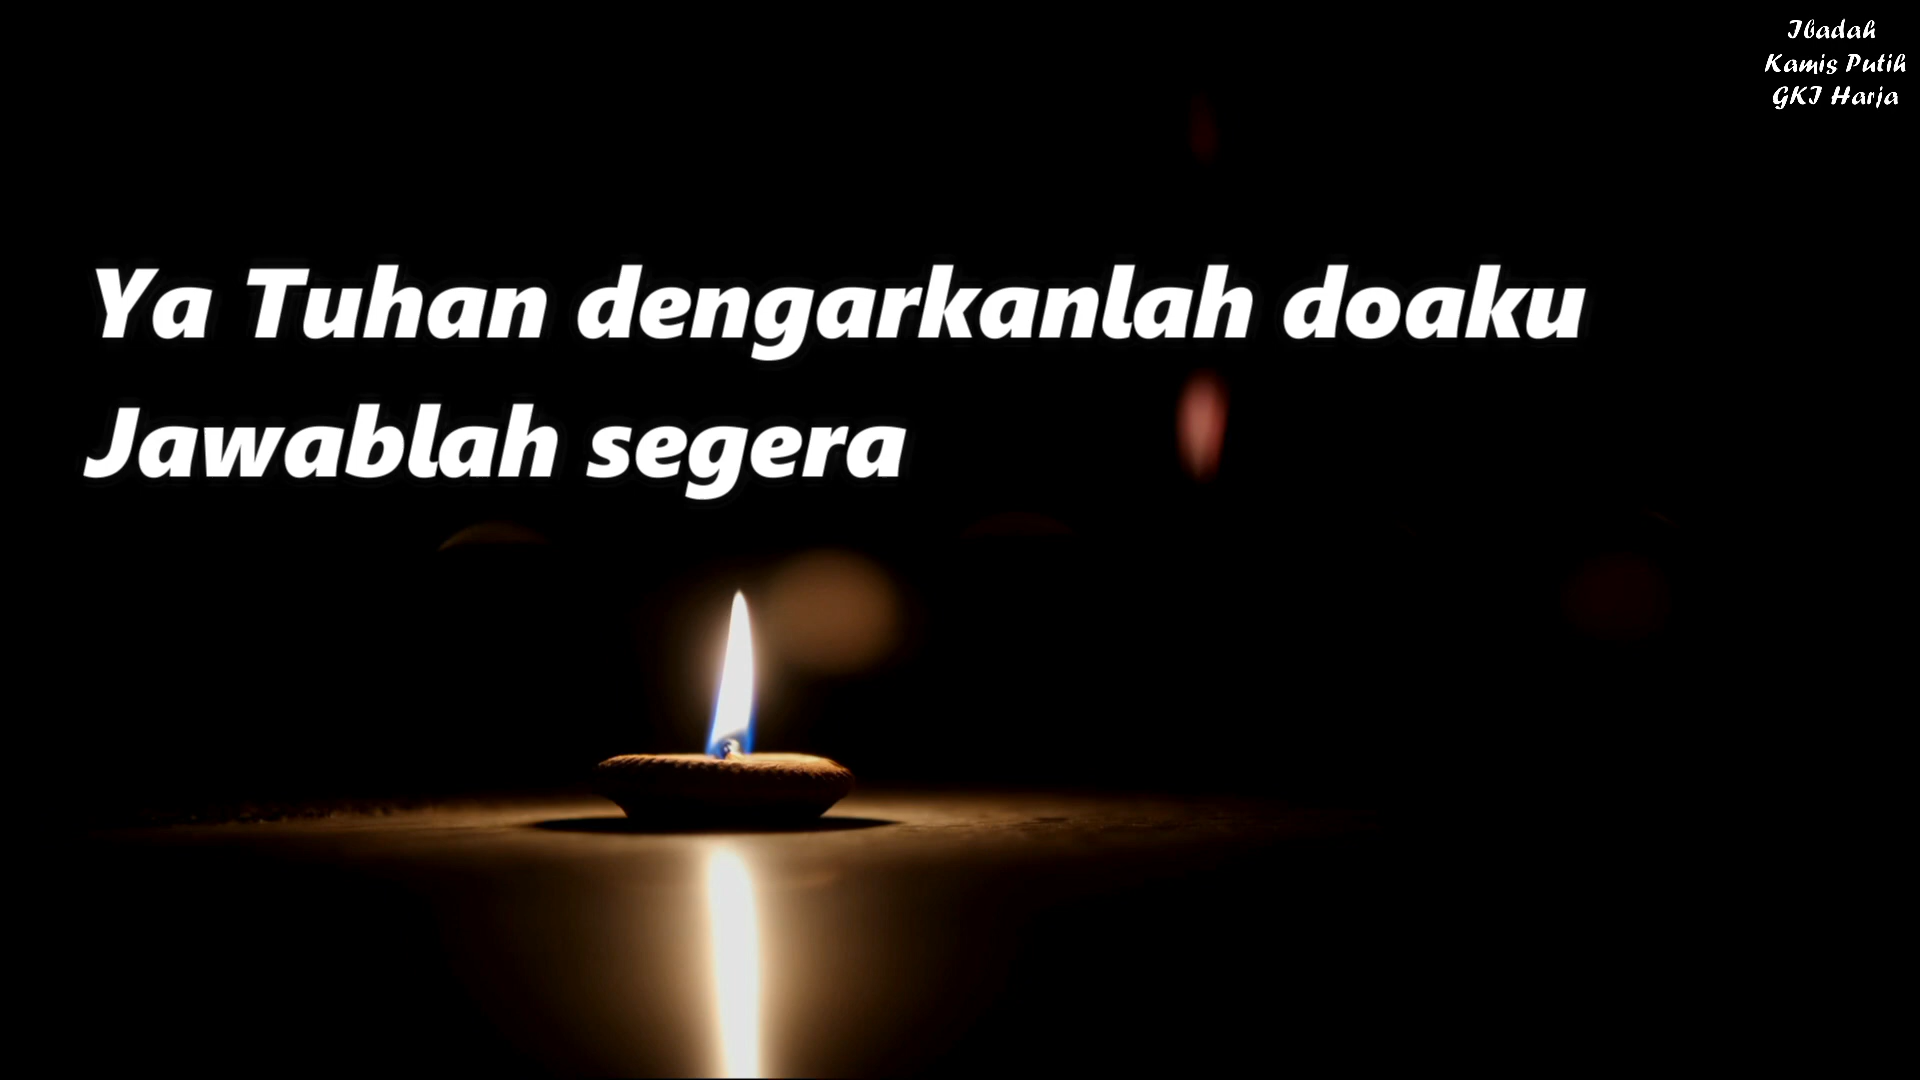 Ibadah
Kamis Putih
GKI Harja
Ya Tuhan dengarkanlah doaku
Jawablah segera